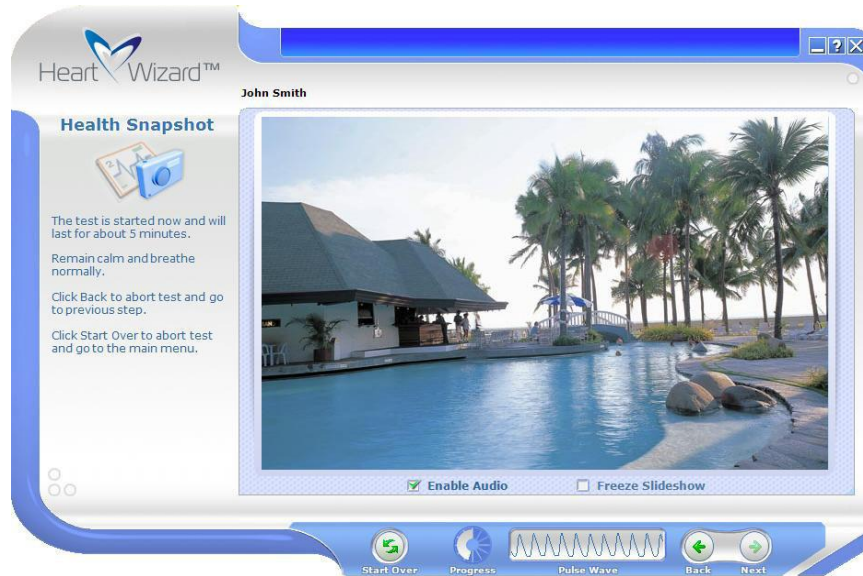 Heart Wizard™
John Smith
Health Snapshot
The test is started now and will
last for about 5 minutes.
Remain calm and breathe
normally.
Click Back to abort test and go
to previous step.
Click Start Over to abort test
and go to the main menu.
Enable Audio
Freeze Slideshow
Start Over
Progress
Pulse Wave
Back
Next